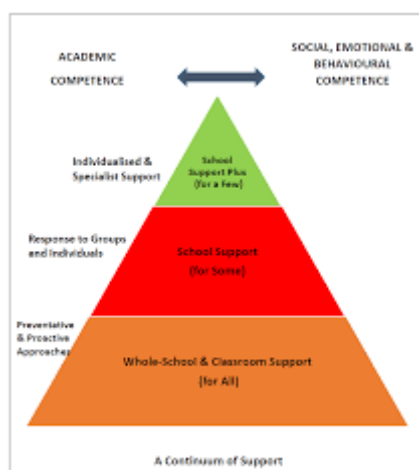 ACADEMIC
COMPETENCE
SOCIAL, EMOTIONAL &
BEHAVIOURAL
COMPETENCE
Individualised &
Specialist Support
School
Support Plus
(for a Few)
Response to Groups
and Individuals
School Support
(for Some)
Preventative
& Proactive
Approaches
Whole-School & Classroom Support
(for All)
A Continuum of Support